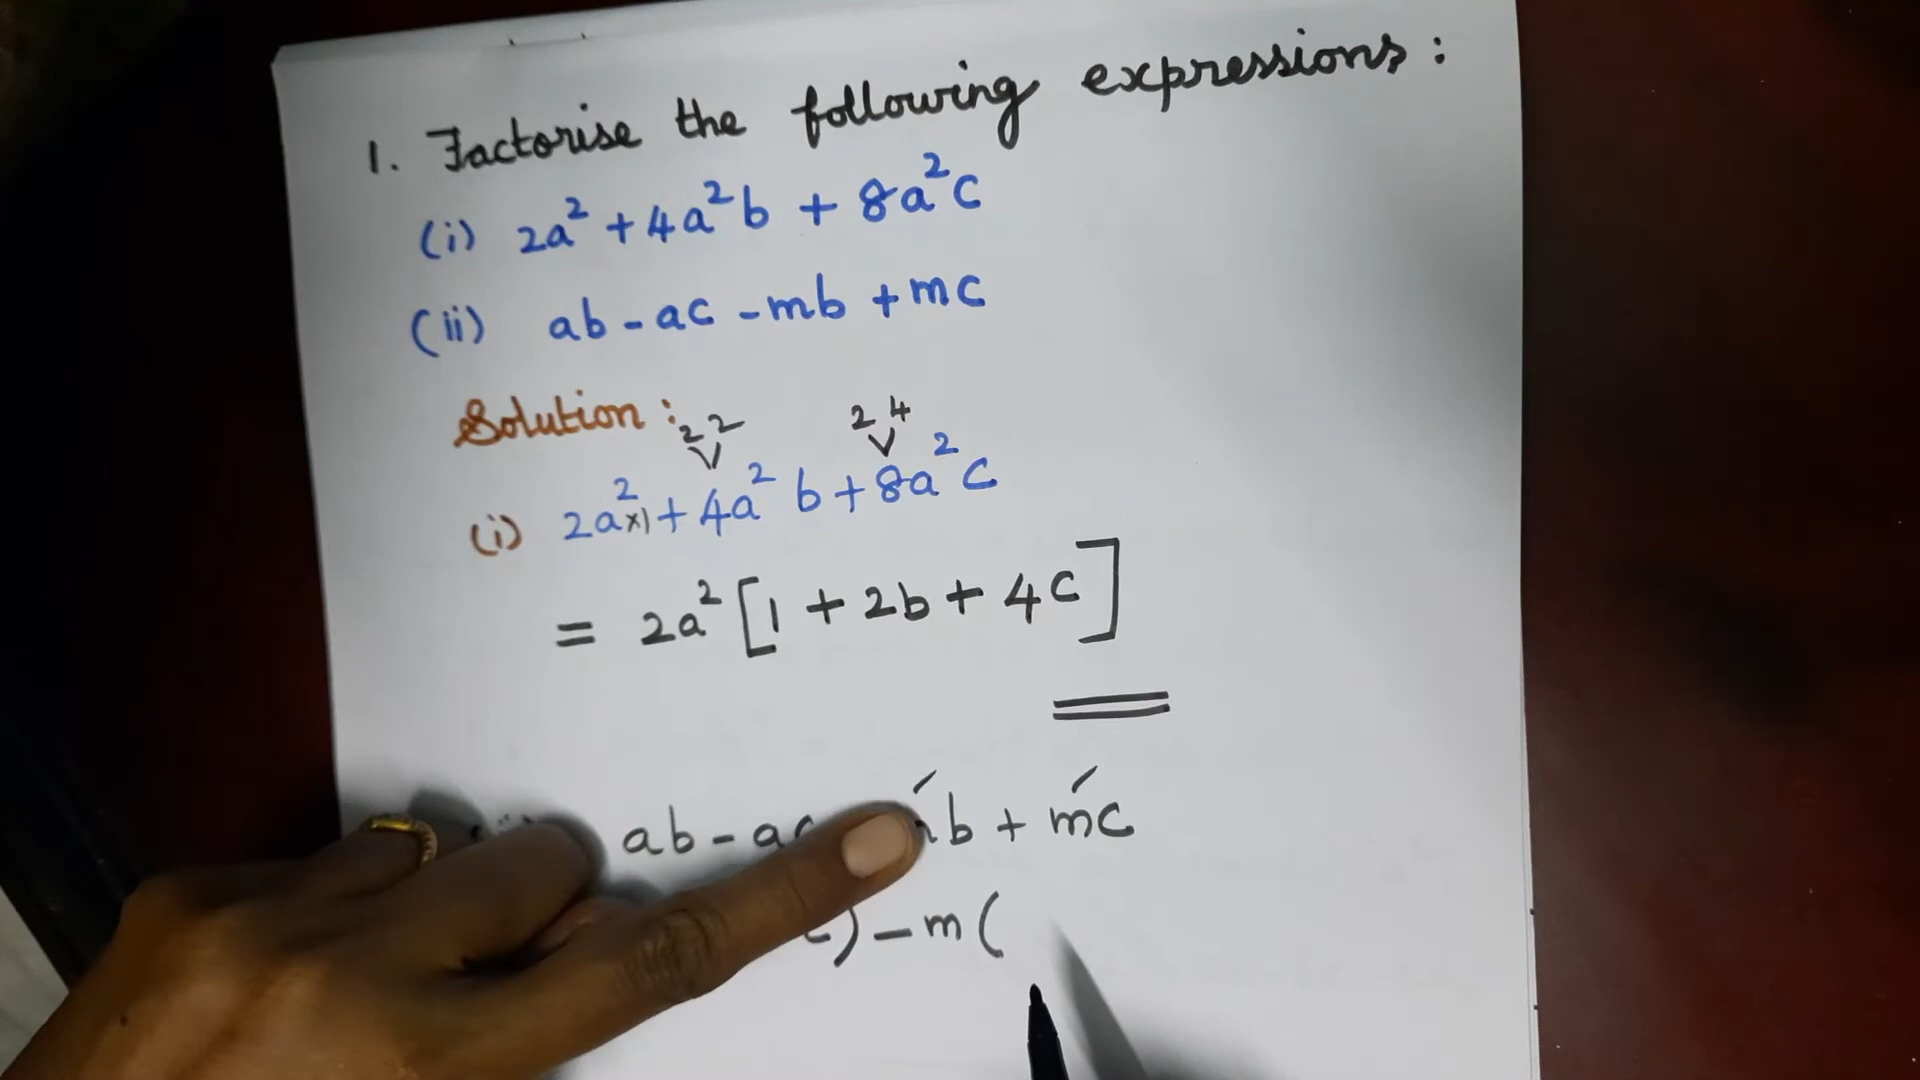 1. Factorise the following expressions:
(i) 2a² + 4a²b + 8a²c
(ii) ab - ac - mb + mc
Solution:
2 2 2 4
(i) 2a²×1 + 4a²b + 8a²c
= 2a² [1 + 2b + 4c]
ab - ac b + mc
) - m (